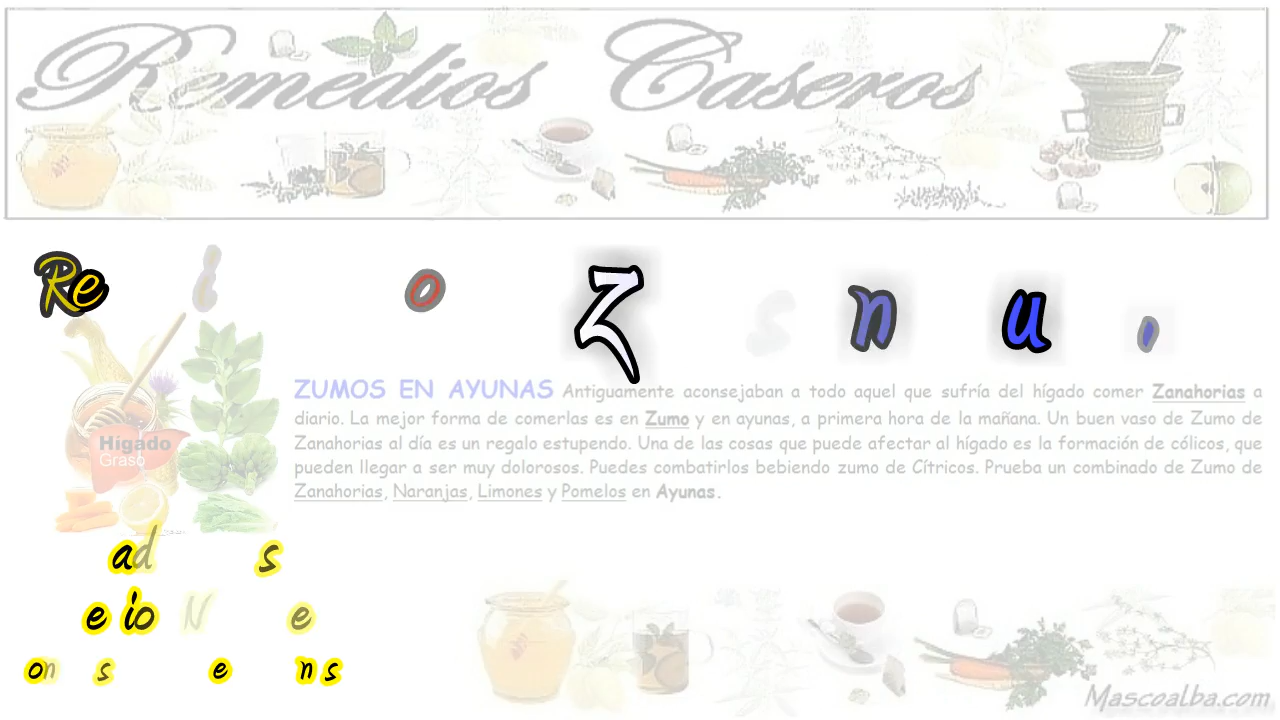 Remedios Caseros
Hígado
Graso
ZUMOS EN AYUNAS Antiguamente aconsejaban a todo aquel que sufría del hígado comer Zanahorias a
diario. La mejor forma de comerlas es en Zumo y en ayunas, a primera hora de la mañana. Un buen vaso de Zumo de
Zanahorias al día es un regalo estupendo. Una de las cosas que puede afectar al hígado es la formación de cólicos, que
pueden llegar a ser muy dolorosos. Puedes combatirlos bebiendo zumo de Cítricos. Prueba un combinado de Zumo de
Zanahorias, Naranjas, Limones y Pomelos en Ayunas.
Mascoalba.com